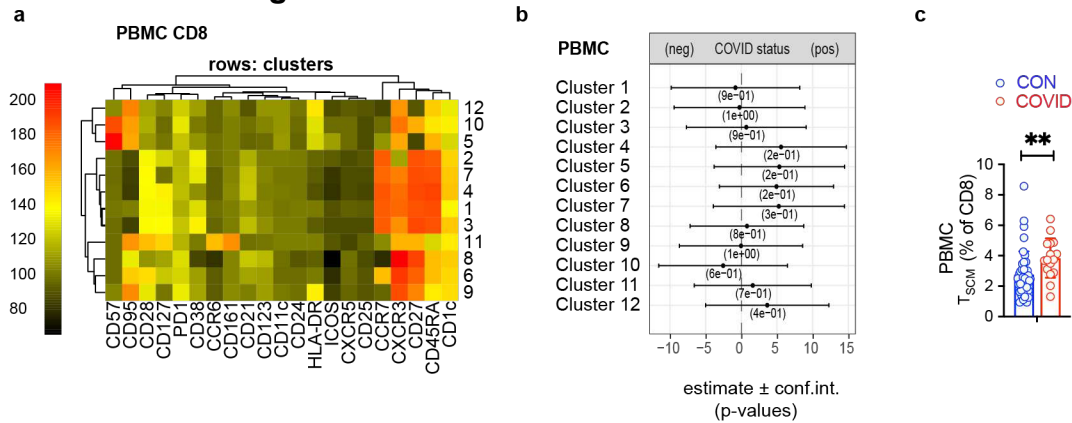 a
PBMC CD8
rows: clusters
200
180
160
140
120
100
80
12
10
5
2
7
4
1
3
11
8
6
9
CD57
CD95
CD28
CD127
PD1
CD38
CCR6
CD161
CD21
CD123
CD11c
CD24
HLA-DR
ICOS
CXCR5
CD25
CCR7
CXCR3
CD27
CD45RA
CD1c
b
PBMC
(neg) COVID status (pos)
Cluster 1
(9e−01)
Cluster 2
(1e+00)
Cluster 3
(9e−01)
Cluster 4
(2e−01)
Cluster 5
(2e−01)
Cluster 6
(2e−01)
Cluster 7
(3e−01)
Cluster 8
(8e−01)
Cluster 9
(1e+00)
Cluster 10
(6e−01)
Cluster 11
(7e−01)
Cluster 12
(4e−01)
−10 −5 0 5 10 15
estimate ± conf.int.
(p-values)
c
CON
COVID
**
10
8
6
4
2
0
PBMC
TSCM (% of CD8)